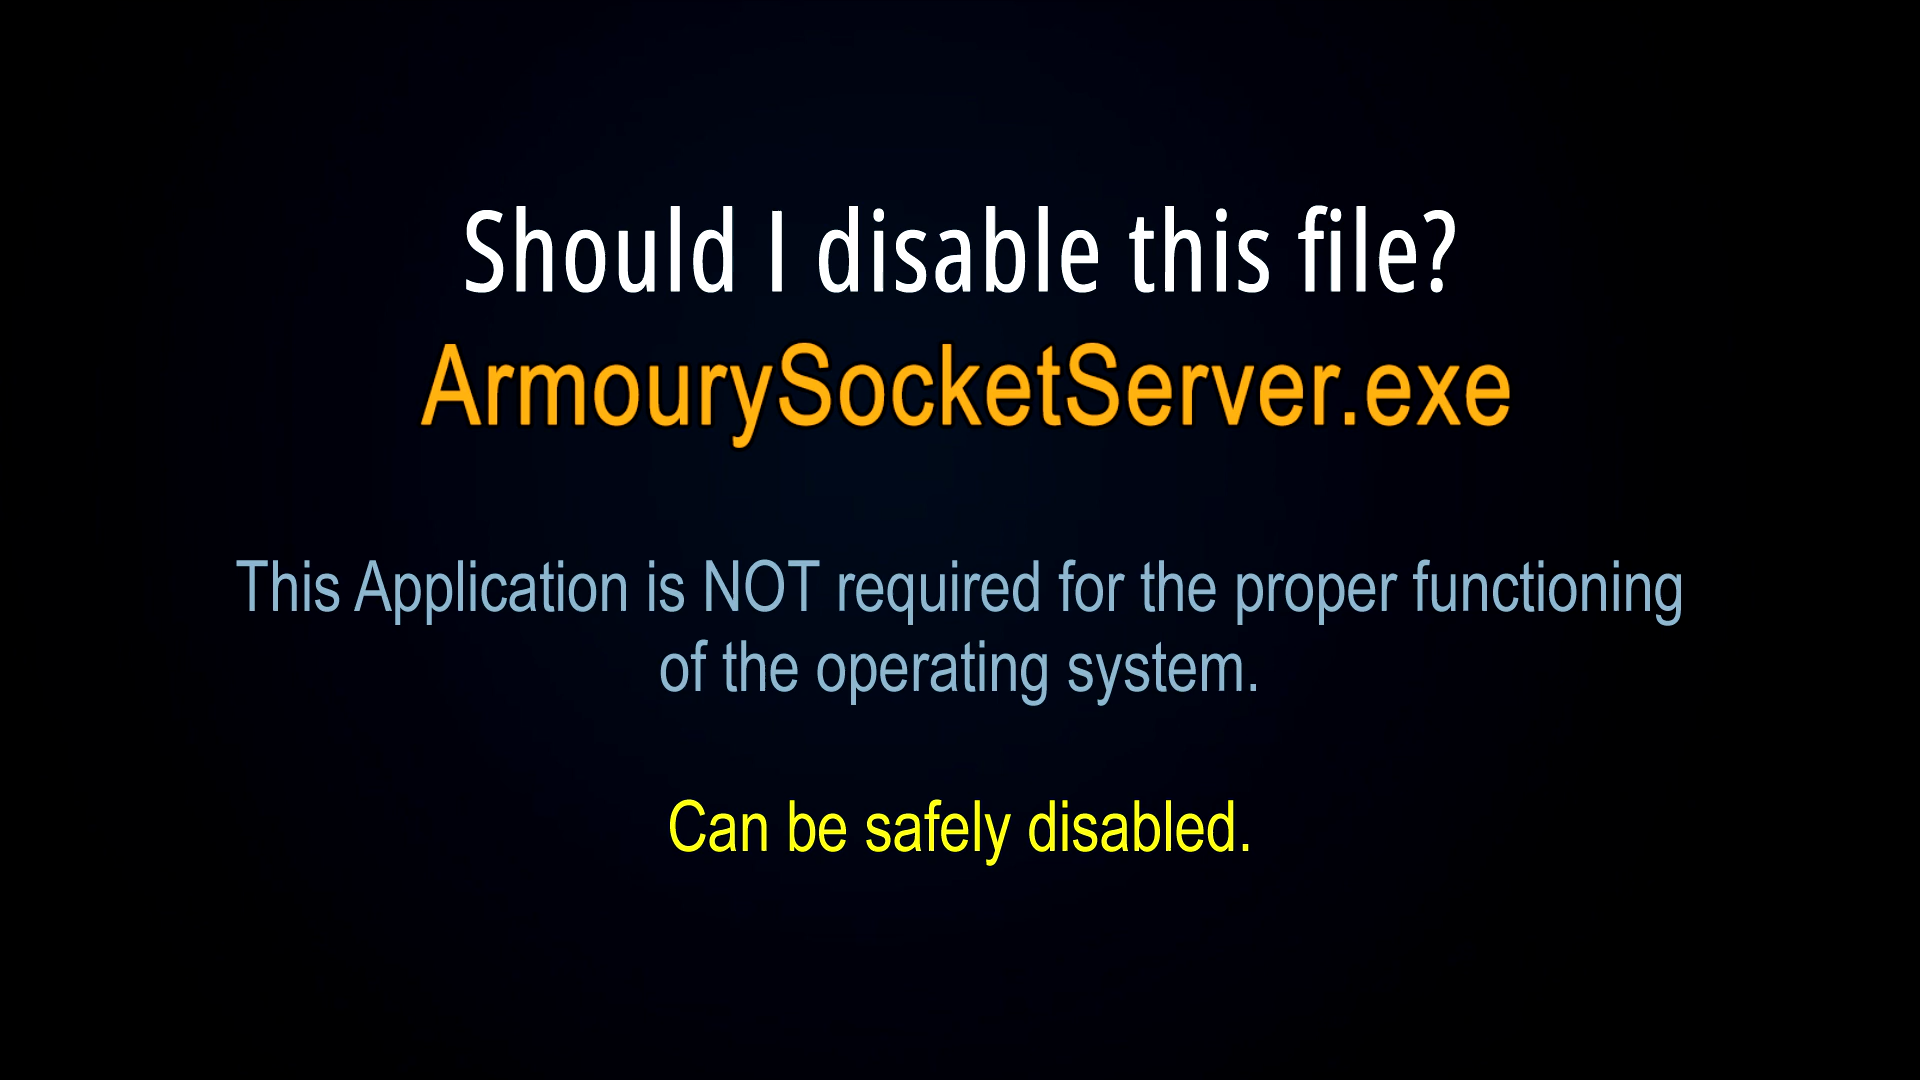 Should I disable this file?
ArmourySocketServer.exe
This Application is NOT required for the proper functioning
of the operating system.
Can be safely disabled.